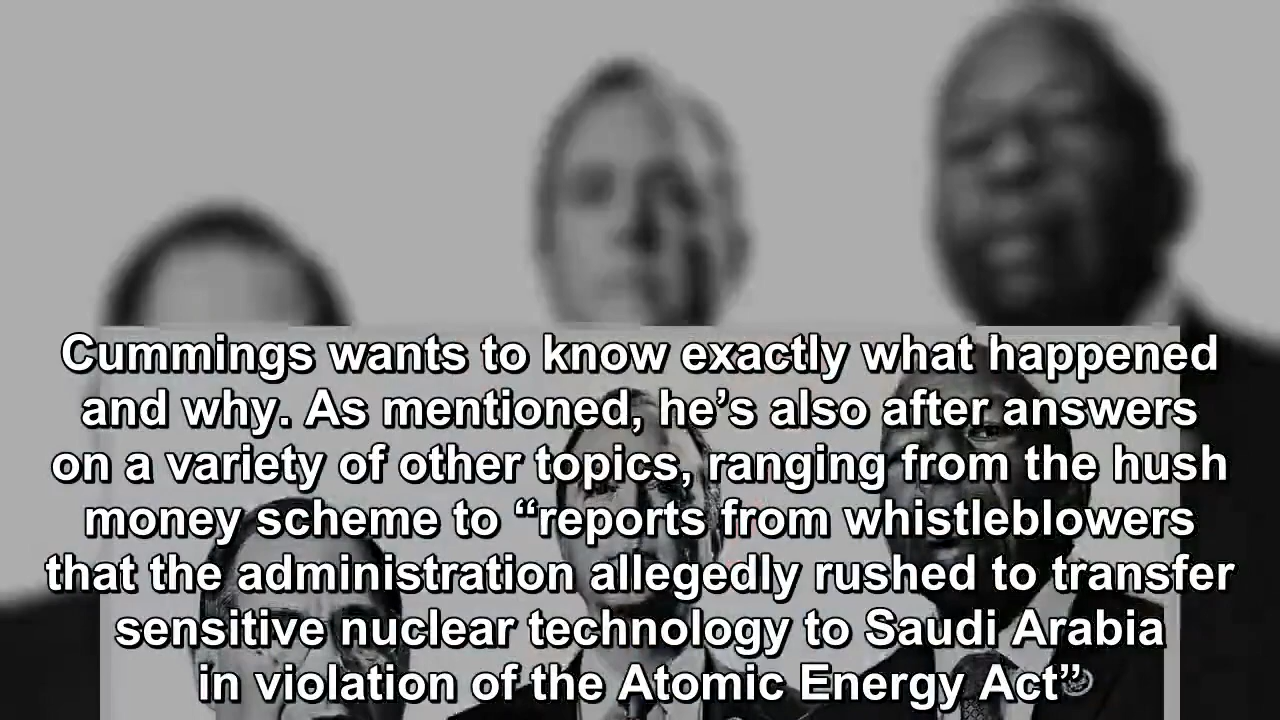 Cummings wants to know exactly what happened
and why. As mentioned, he’s also after answers
on a variety of other topics, ranging from the hush
money scheme to “reports from whistleblowers
that the administration allegedly rushed to transfer
sensitive nuclear technology to Saudi Arabia
in violation of the Atomic Energy Act”